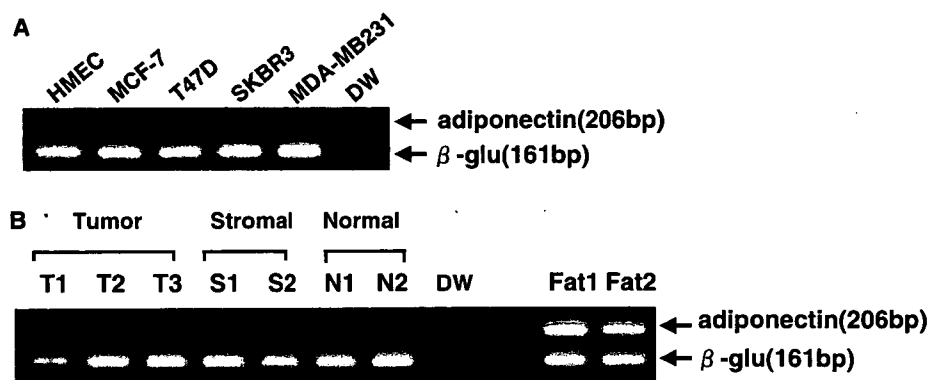 A
HMEC MCF-7 T47D SKBR3 MDA-MB231 DW
adiponectin(206bp)
β-glu(161bp)
B Tumor Stromal Normal
T1 T2 T3 S1 S2 N1 N2 DW Fat1 Fat2
adiponectin(206bp)
β-glu(161bp)